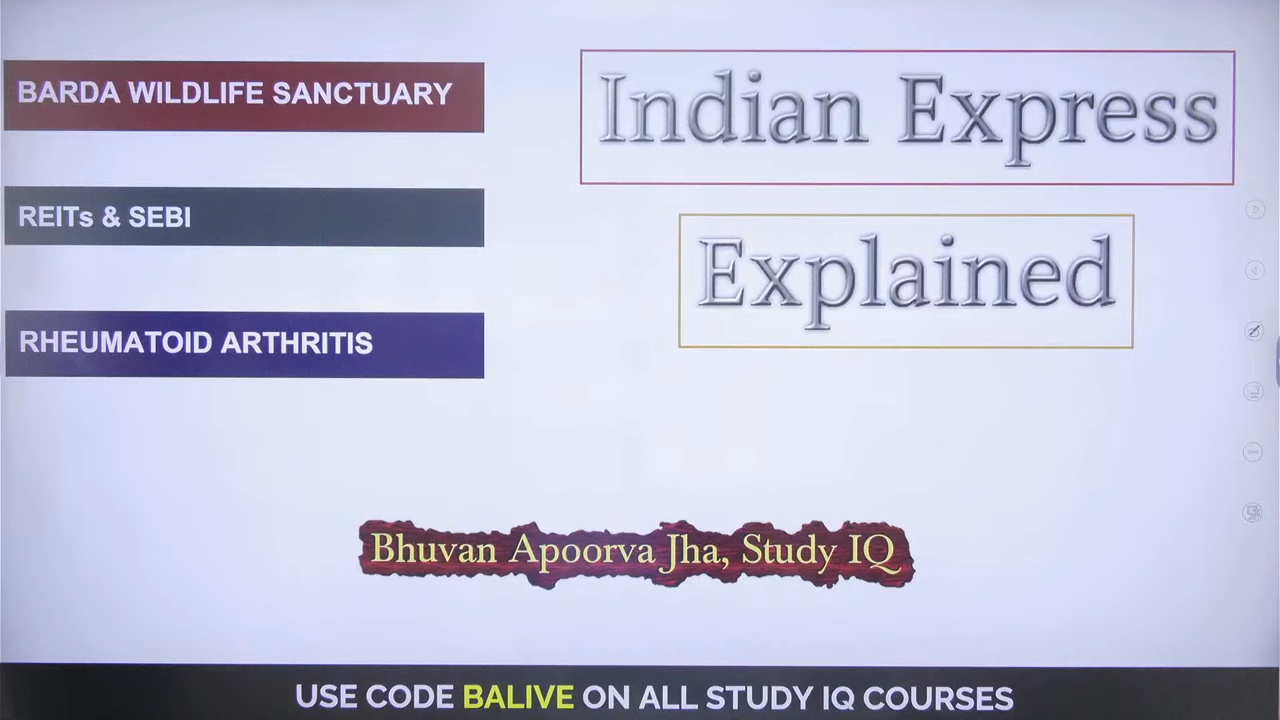 BARDA WILDLIFE SANCTUARY
REITs & SEBI
RHEUMATOID ARTHRITIS
Indian Express
Explained
Bhuvan Apoorva Jha, Study IQ
USE CODE BALIVE ON ALL STUDY IQ COURSES